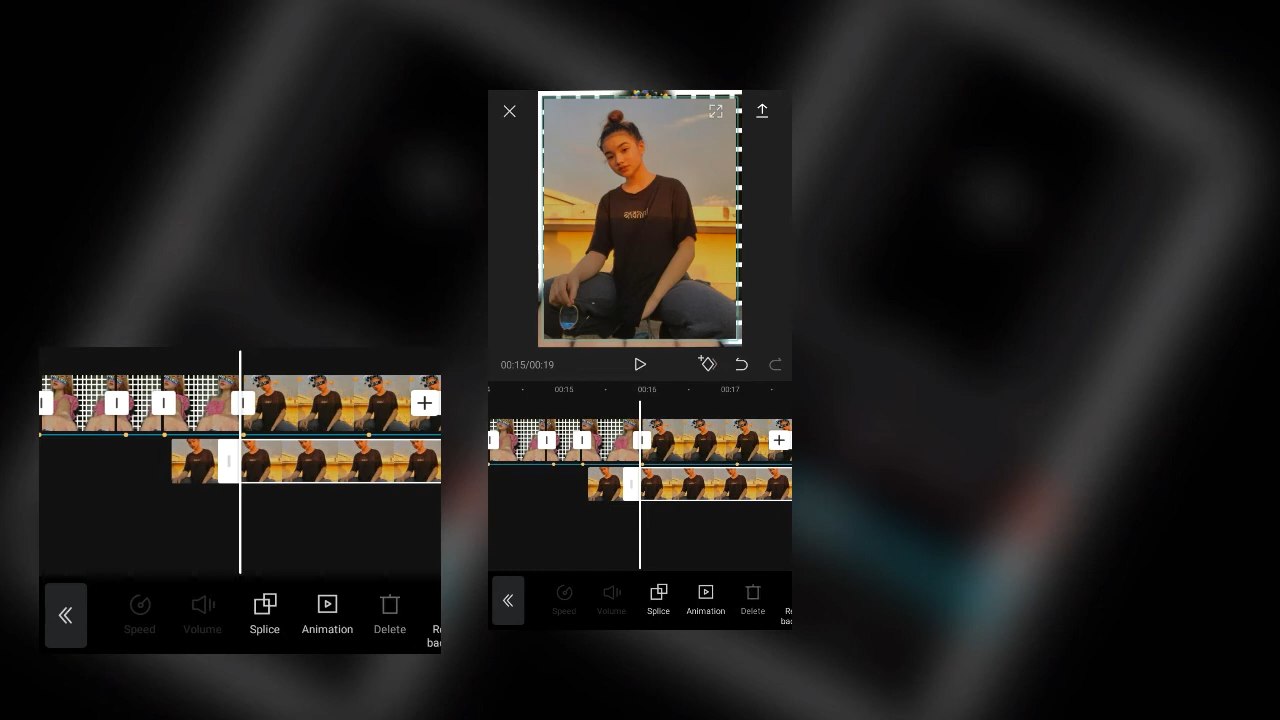 00:15/00:19
00:15
00:16
00:17
Speed
Volume
Splice
Animation
Delete
Speed
Volume
Splice
Animation
Delete